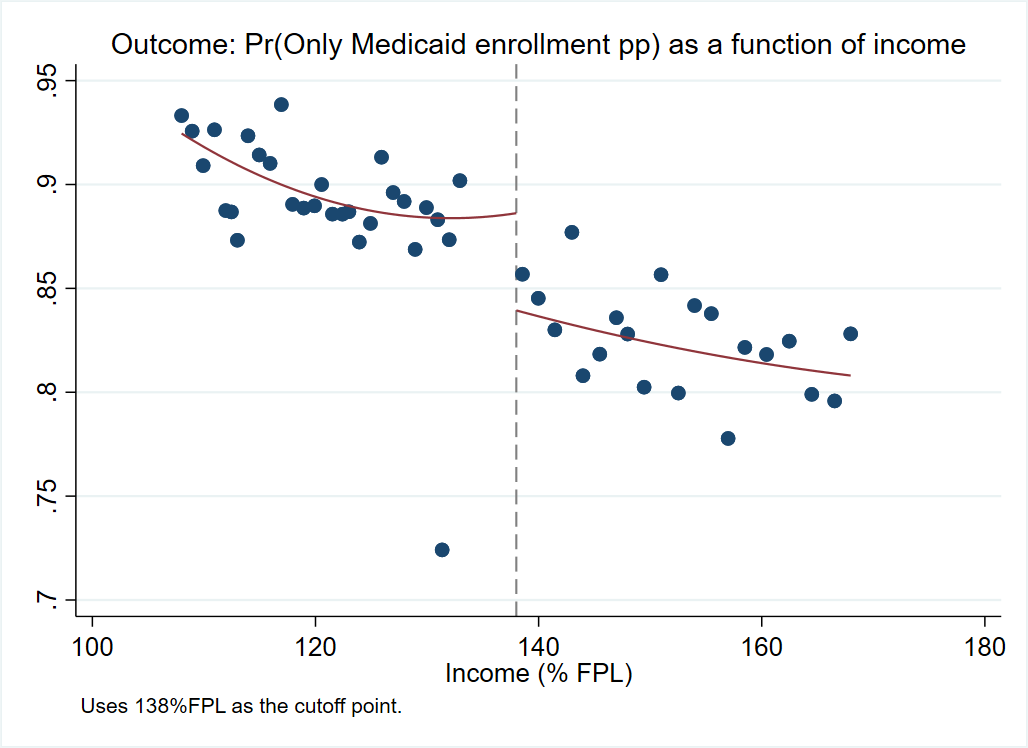 Outcome: Pr(Only Medicaid enrollment pp) as a function of income
.95
.9
.85
.8
.75
.7
100 120 140 160 180
Income (% FPL)
Uses 138%FPL as the cutoff point.